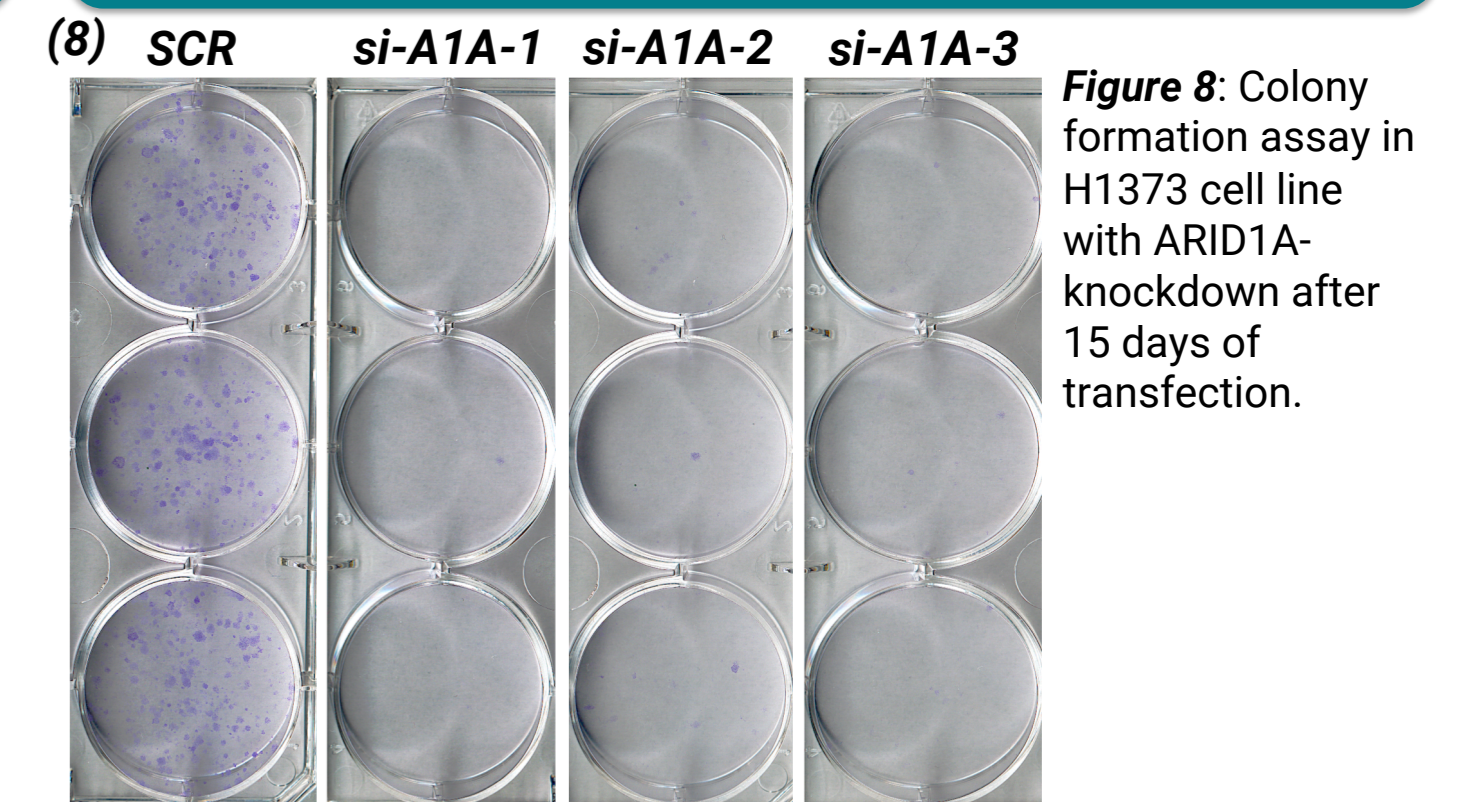 (8) SCR si-A1A-1 si-A1A-2 si-A1A-3
Figure 8: Colony
formation assay in
H1373 cell line
with ARID1A-
knockdown after
15 days of
transfection.